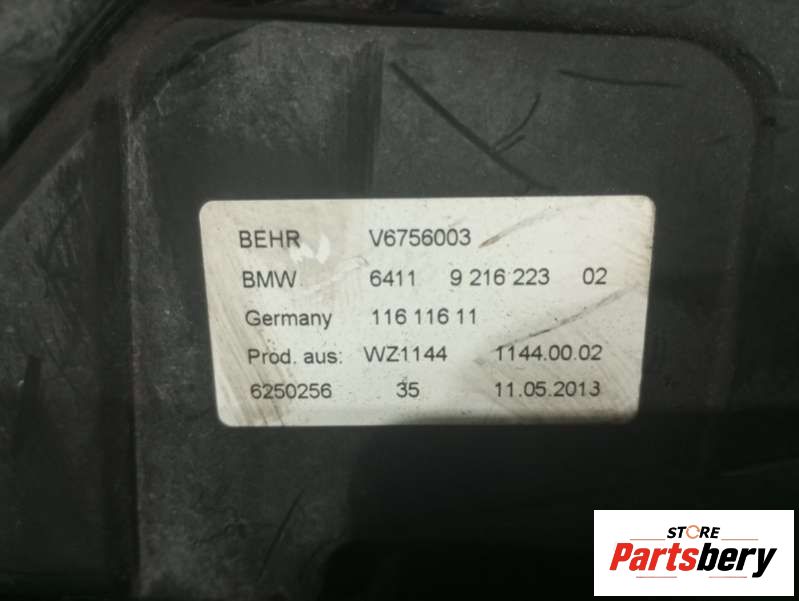 BEHR V6756003
BMW 6411 9 216 223 02
Germany 116 116 11
Prod. aus: WZ1144 1144.00.02
6250256 35 11.05.2013
STORE
Partsbery